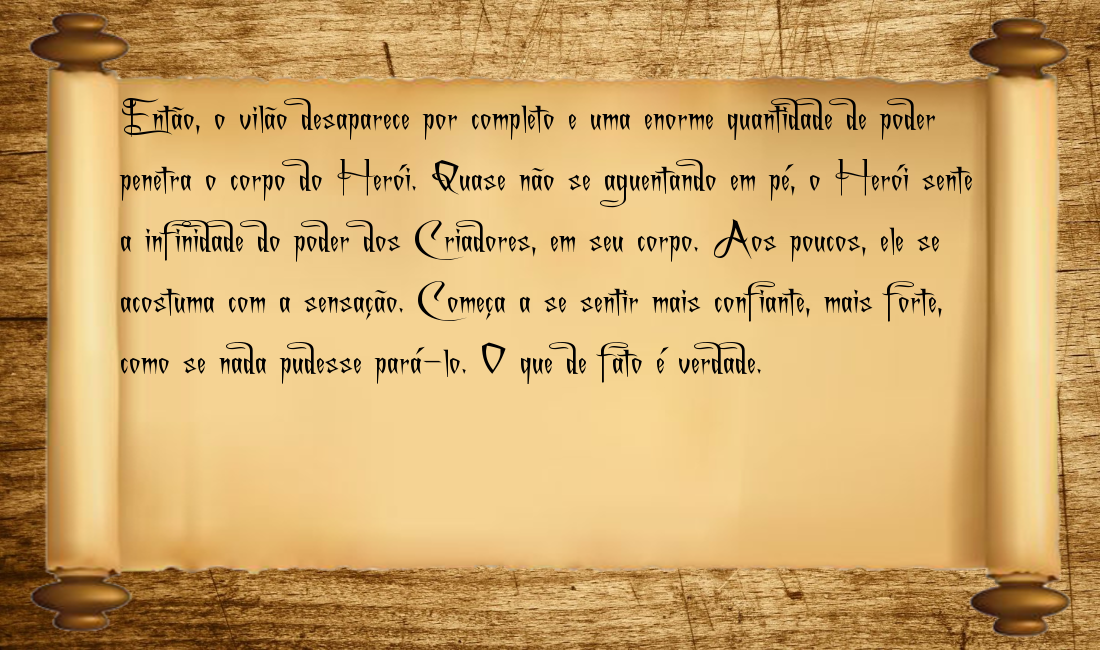 Então, o vilão desaparece por completo e uma enorme quantidade de poder
penetra o corpo do Herói. Quase não se aguentando em pé, o Herói sente
a infinidade do poder dos Criadores, em seu corpo. Aos poucos, ele se
acostuma com a sensação. Começa a se sentir mais confiante, mais forte,
como se nada pudesse pará-lo. O que de fato é verdade.